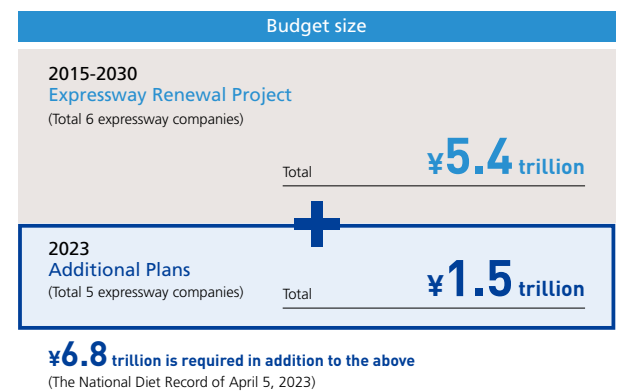 Budget size
2015-2030
Expressway Renewal Project
(Total 6 expressway companies)
Total ¥5.4 trillion
+
2023
Additional Plans
(Total 5 expressway companies)
Total ¥1.5 trillion
¥6.8 trillion is required in addition to the above
(The National Diet Record of April 5, 2023)